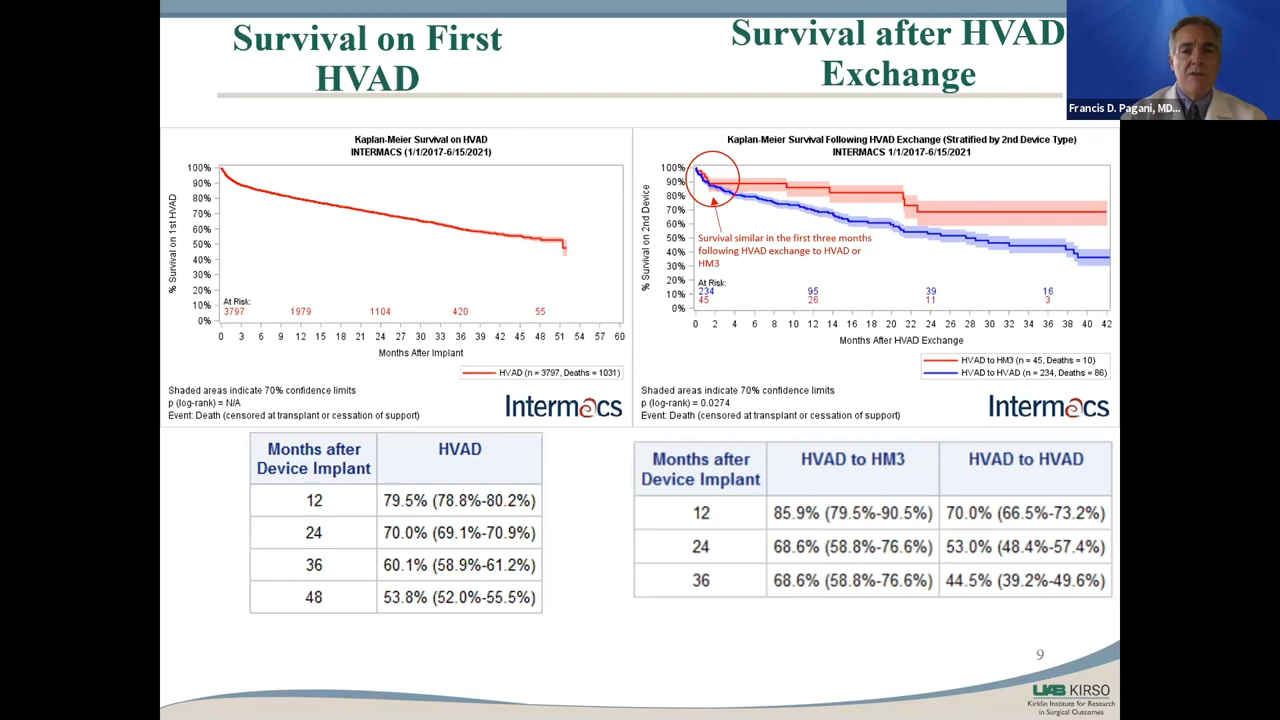 Survival on First
HVAD
Survival after HVAD
Exchange
Francis D. Pagani, MD...
Kaplan-Meier Survival on HVAD
INTERMACS (1/1/2017-6/15/2021)
% Survival on 1st HVAD
100%
90%
80%
70%
60%
50%
40%
30%
20%
10%
0%
At Risk:
3797 1979 1104 420 55
0 3 6 9 12 15 18 21 24 27 30 33 36 39 42 45 48 51 54 57 60
Months After Implant
HVAD (n = 3797, Deaths = 1031)
Shaded areas indicate 70% confidence limits
p (log-rank) = N/A
Event: Death (censored at transplant or cessation of support)
Intermacs
Kaplan-Meier Survival Following HVAD Exchange (Stratified by 2nd Device Type)
INTERMACS 1/1/2017-6/15/2021
% Survival on 2nd Device
100%
90%
80%
70%
60%
50%
40%
30%
20%
10%
0%
Survival similar in the first three months
following HVAD exchange to HVAD or
HM3
At Risk:
234 95 39 16
45 26 11 3
0 2 4 6 8 10 12 14 16 18 20 22 24 26 28 30 32 34 36 38 40 42
Months After HVAD Exchange
HVAD to HM3 (n = 45, Deaths = 10)
HVAD to HVAD (n = 234, Deaths = 86)
Shaded areas indicate 70% confidence limits
p (log-rank) = 0.0274
Event: Death (censored at transplant or cessation of support)
Intermacs
Months after
Device Implant HVAD
12 79.5% (78.8%-80.2%)
24 70.0% (69.1%-70.9%)
36 60.1% (58.9%-61.2%)
48 53.8% (52.0%-55.5%)
Months after
Device Implant HVAD to HM3 HVAD to HVAD
12 85.9% (79.5%-90.5%) 70.0% (66.5%-73.2%)
24 68.6% (58.8%-76.6%) 53.0% (48.4%-57.4%)
36 68.6% (58.8%-76.6%) 44.5% (39.2%-49.6%)
9
UAB KIRSO
Kirklin Institute for Research
in Surgical Outcomes